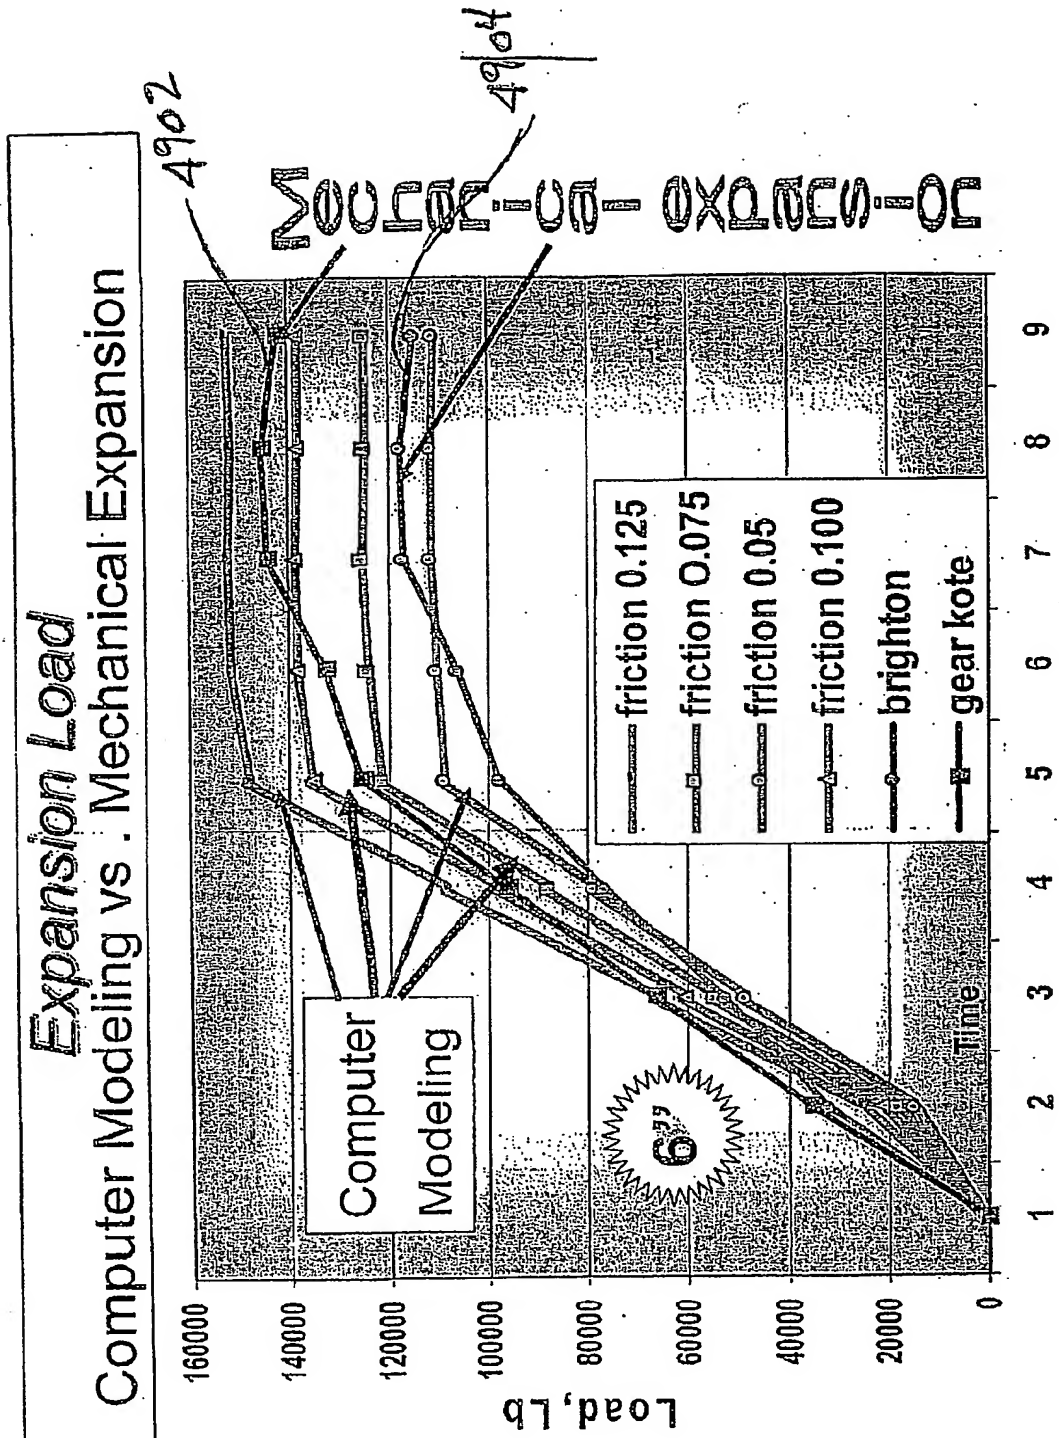 Expansion Load
Computer Modeling vs . Mechanical Expansion
4902
4904
Mechanical expansion
Computer
Modeling
6”
Load, Lb
160000
140000
120000
100000
80000
60000
40000
20000
0
Time
1 2 3 4 5 6 7 8 9
friction 0.125
friction 0.075
friction 0.05
friction 0.100
brighton
gear kote